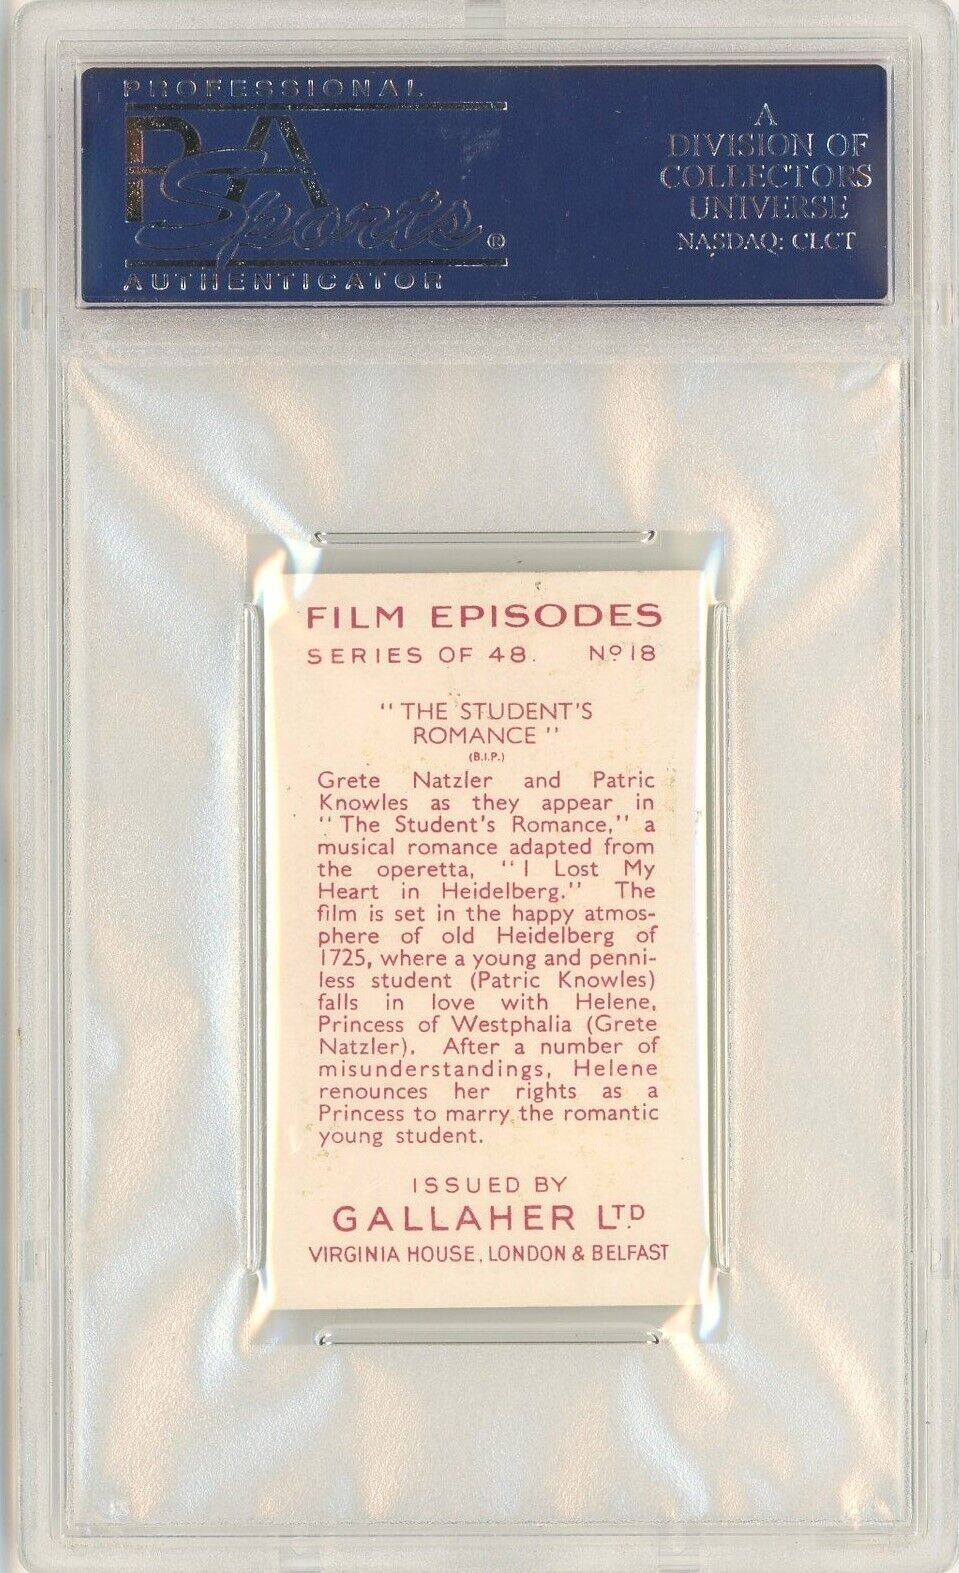 PROFESSIONAL
PSA
Sports®
AUTHENTICATOR
A
DIVISION OF
COLLECTORS
UNIVERSE
NASDAQ: CLCT
FILM EPISODES
SERIES OF 48. Nº 18
"THE STUDENT'S
ROMANCE"
(B.I.P.)
Grete Natzler and Patric
Knowles as they appear in
"The Student's Romance," a
musical romance adapted from
the operetta, "I Lost My
Heart in Heidelberg." The
film is set in the happy atmos-
phere of old Heidelberg of
1725, where a young and penni-
less student (Patric Knowles)
falls in love with Helene,
Princess of Westphalia (Grete
Natzler). After a number of
misunderstandings, Helene
renounces her rights as a
Princess to marry the romantic
young student.
ISSUED BY
GALLAHER LTD
VIRGINIA HOUSE, LONDON & BELFAST